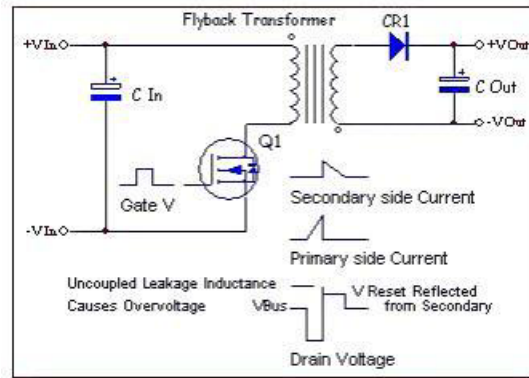 Flyback Transformer
CR1
+VIn
+VOut
C In
C Out
-VOut
Q1
Gate V
Secondary side Current
-VIn
Primary side Current
Uncoupled Leakage Inductance
Causes Overvoltage
VBus
V Reset Reflected
from Secondary
Drain Voltage